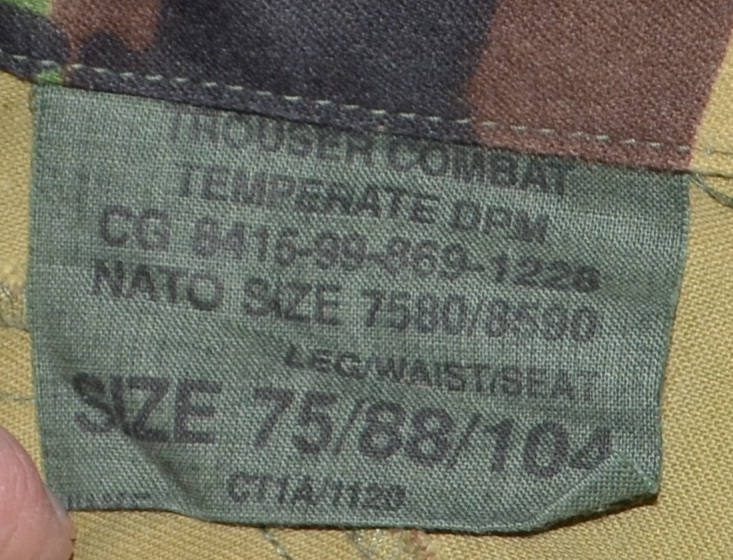 TROUSER COMBAT
TEMPERATE DPM
CG 8415-99-869-1228
NATO SIZE 7580/8590
LEG/WAIST/SEAT
SIZE 75/88/104
CT1A/1120